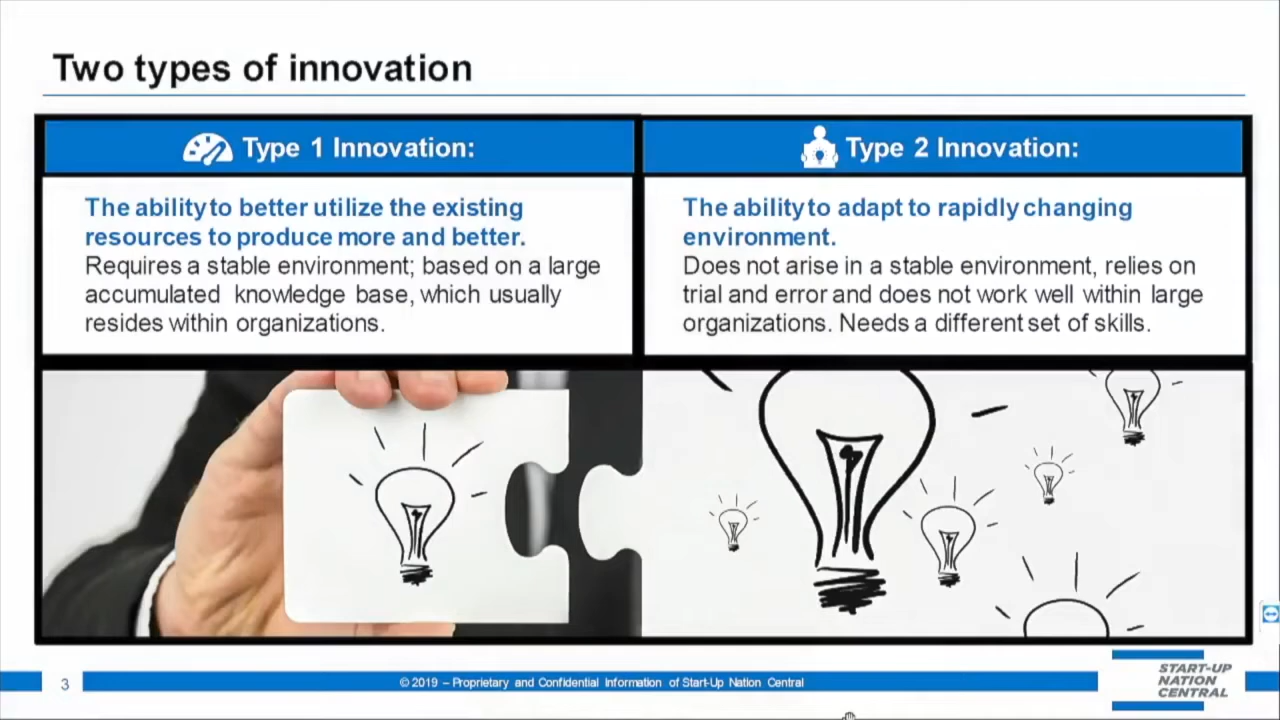 Two types of innovation
Type 1 Innovation:
The ability to better utilize the existing
resources to produce more and better.
Requires a stable environment; based on a large
accumulated knowledge base, which usually
resides within organizations.
Type 2 Innovation:
The ability to adapt to rapidly changing
environment.
Does not arise in a stable environment, relies on
trial and error and does not work well within large
organizations. Needs a different set of skills.
3
© 2019 – Proprietary and Confidential Information of Start-Up Nation Central
START-UP
NATION
CENTRAL